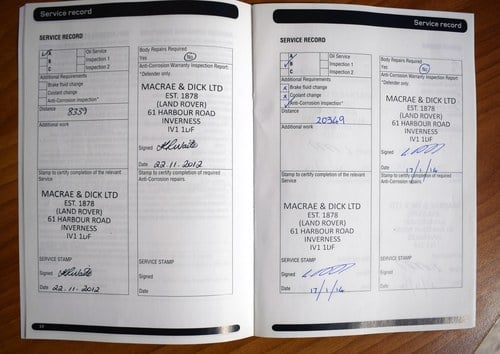 Service record
SERVICE RECORD
A Oil Service
B Inspection 1
C Inspection 2
Additional Requirements
Brake fluid change
Coolant change
Anti-Corrosion inspection*
Distance
8339
Additional work
Body Repairs Required
Yes No
Anti-Corrosion Warranty Inspection Report:
*Defender only
MACRAE & DICK LTD
EST. 1878
(LAND ROVER)
61 HARBOUR ROAD
INVERNESS
IV1 1UF
Signed
Date 22.11.2012
Stamp to certify completion of the relevant
Service
MACRAE & DICK LTD
EST. 1878
(LAND ROVER)
61 HARBOUR ROAD
INVERNESS
IV1 1UF
SERVICE STAMP
Signed
Date 22.11.2012
Stamp to certify completion of required
Anti-Corrosion repairs.
SERVICE STAMP
Signed
Date
Service record
SERVICE RECORD
A Oil Service
B Inspection 1
C Inspection 2
Additional Requirements
Brake fluid change
Coolant change
Anti-Corrosion inspection*
Distance
20349
Additional work
Body Repairs Required
Yes No
Anti-Corrosion Warranty Inspection Report:
*Defender only
MACRAE & DICK LTD
EST. 1878
(LAND ROVER)
61 HARBOUR ROAD
INVERNESS
IV1 1UF
Signed
Date 17/1/14
Stamp to certify completion of the relevant
Service
MACRAE & DICK LTD
EST. 1878
(LAND ROVER)
61 HARBOUR ROAD
INVERNESS
IV1 1UF
SERVICE STAMP
Signed
Date 17/1/14
Stamp to certify completion of required
Anti-Corrosion repairs.
SERVICE STAMP
Signed
Date